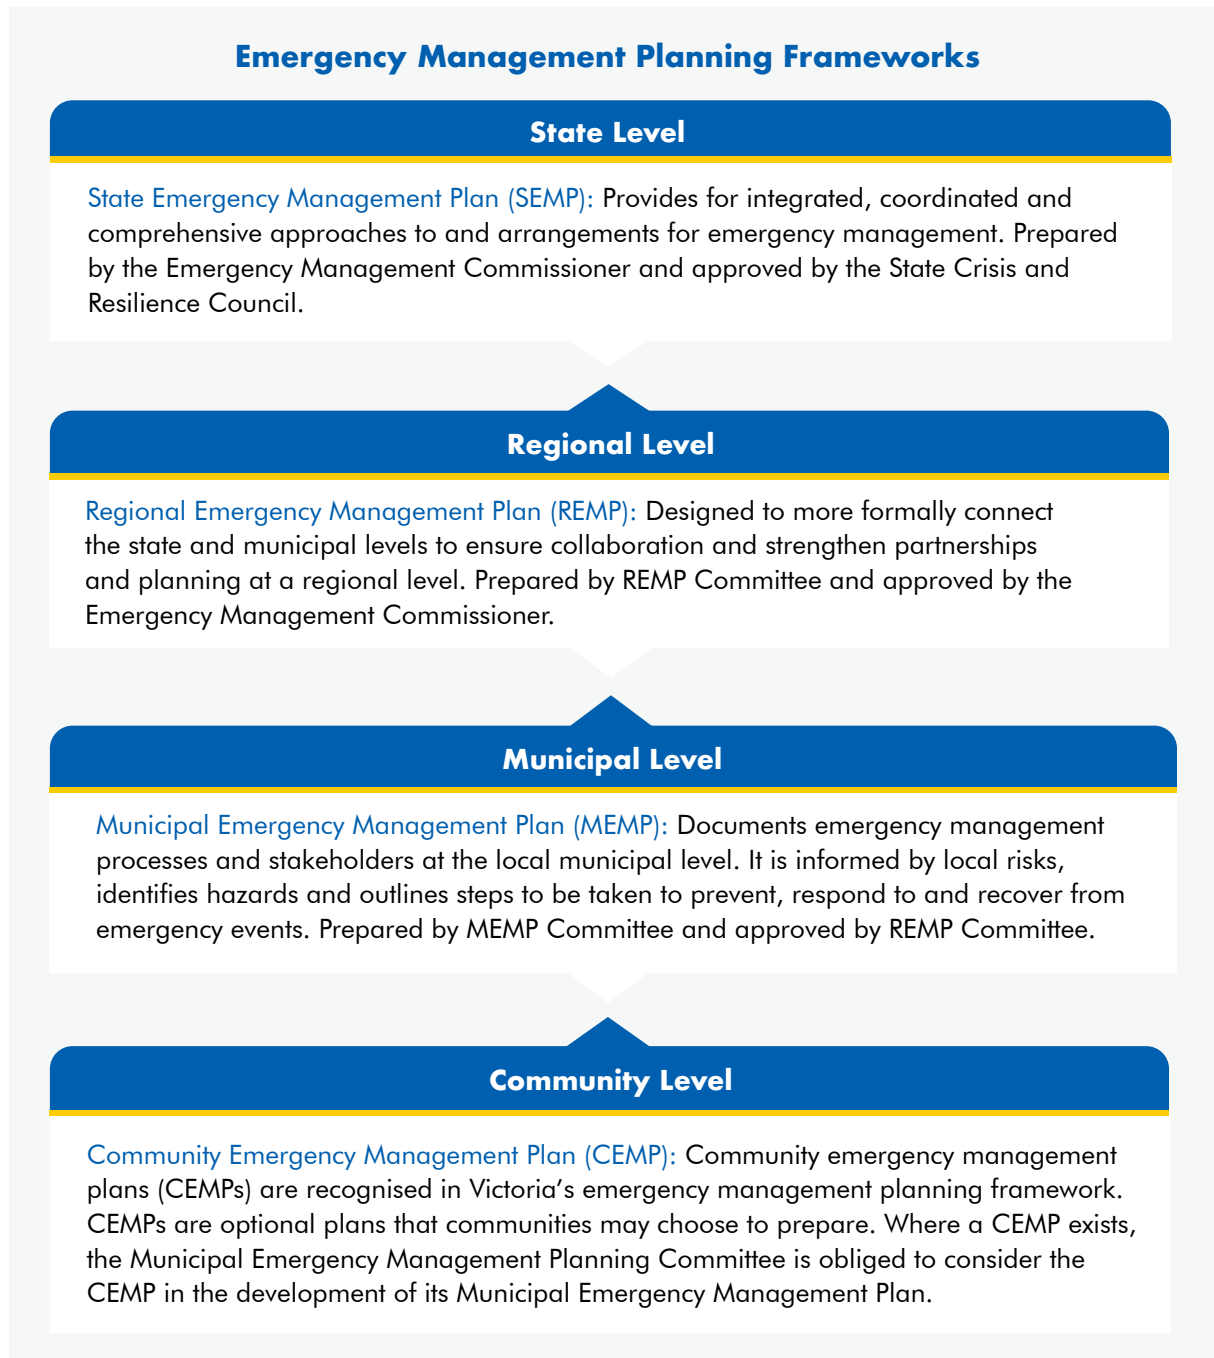 Emergency Management Planning Frameworks
State Level
State Emergency Management Plan (SEMP): Provides for integrated, coordinated and
comprehensive approaches to and arrangements for emergency management. Prepared
by the Emergency Management Commissioner and approved by the State Crisis and
Resilience Council.
Regional Level
Regional Emergency Management Plan (REMP): Designed to more formally connect
the state and municipal levels to ensure collaboration and strengthen partnerships
and planning at a regional level. Prepared by REMP Committee and approved by the
Emergency Management Commissioner.
Municipal Level
Municipal Emergency Management Plan (MEMP): Documents emergency management
processes and stakeholders at the local municipal level. It is informed by local risks,
identifies hazards and outlines steps to be taken to prevent, respond to and recover from
emergency events. Prepared by MEMP Committee and approved by REMP Committee.
Community Level
Community Emergency Management Plan (CEMP): Community emergency management
plans (CEMPs) are recognised in Victoria’s emergency management planning framework.
CEMPs are optional plans that communities may choose to prepare. Where a CEMP exists,
the Municipal Emergency Management Planning Committee is obliged to consider the
CEMP in the development of its Municipal Emergency Management Plan.